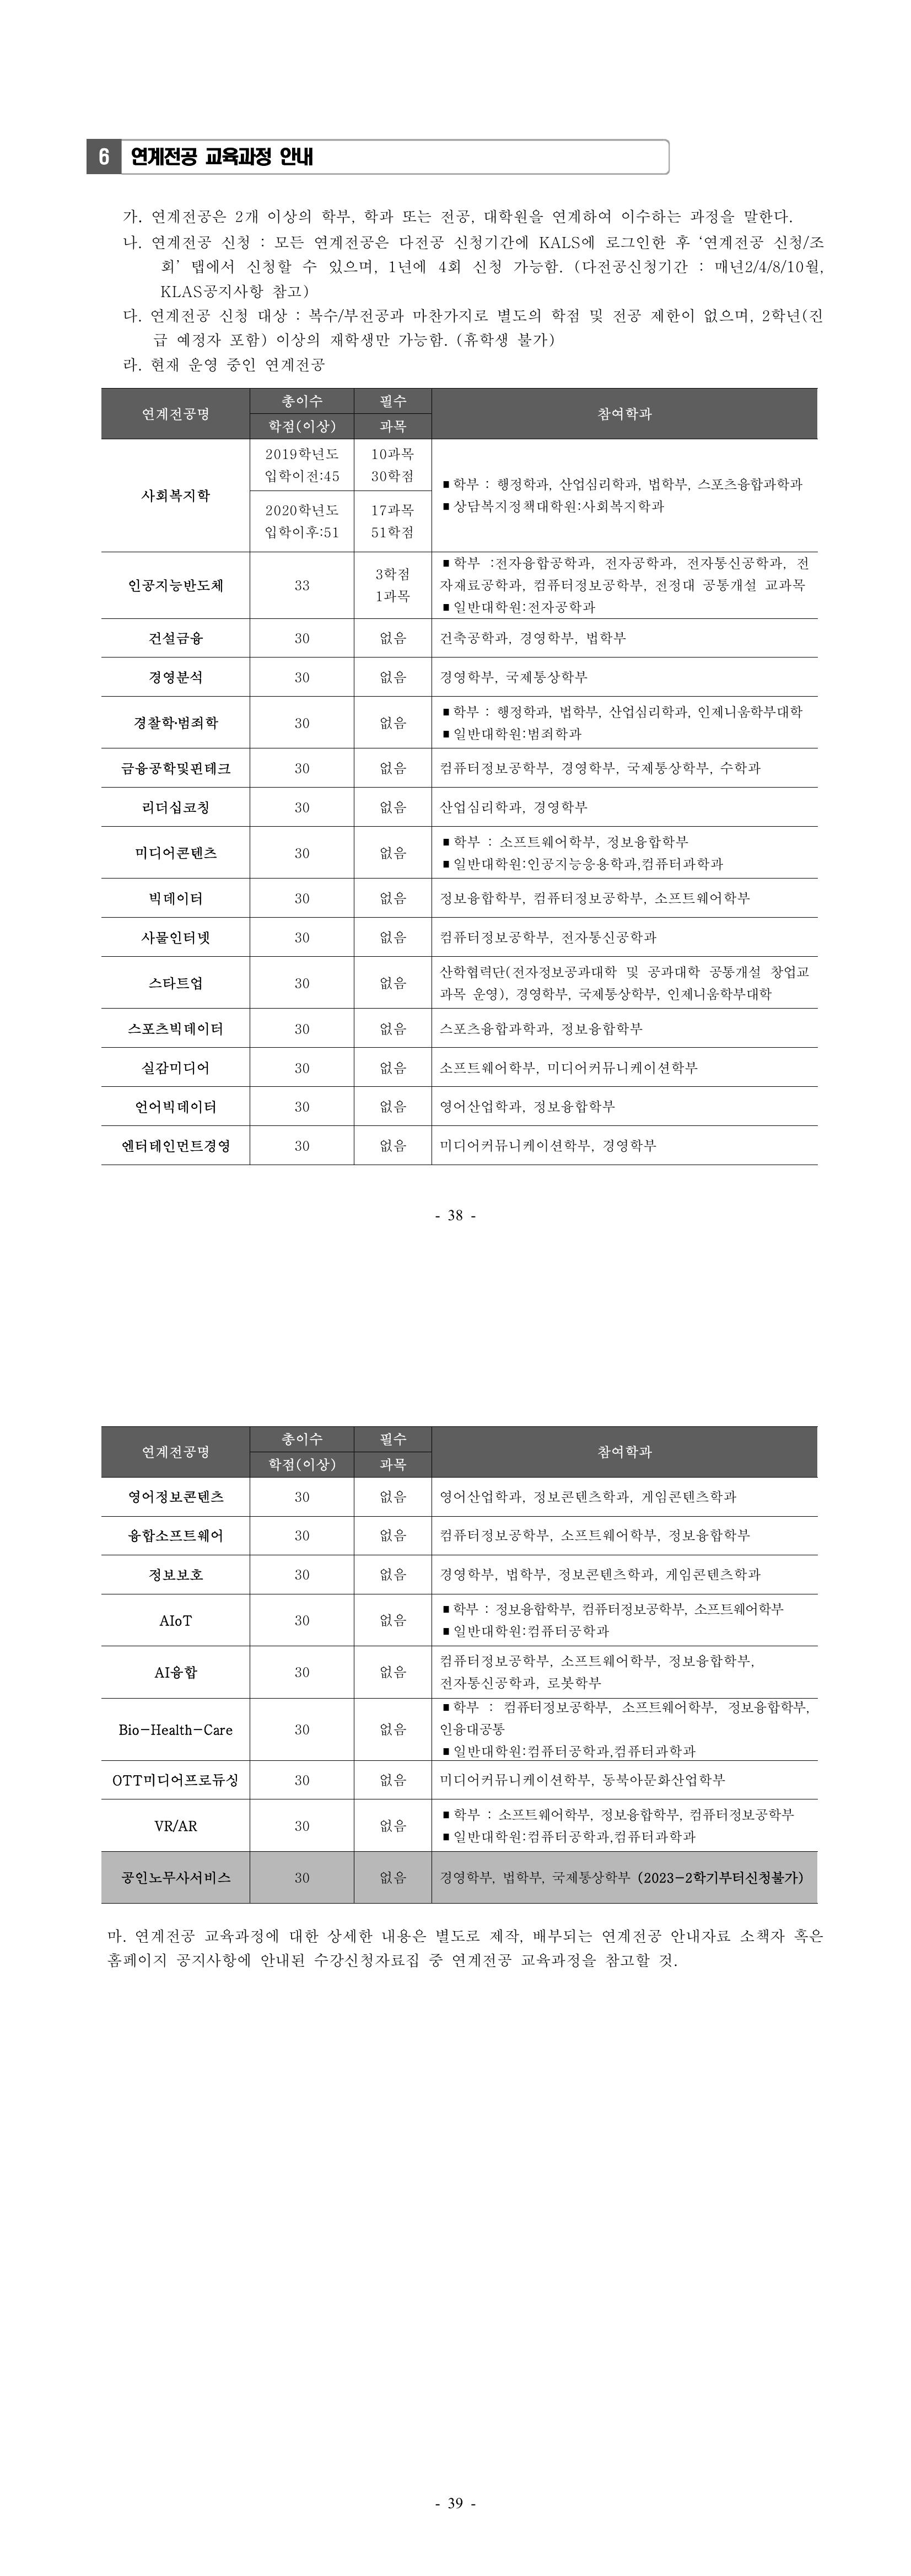 6 연계전공 교육과정 안내
가. 연계전공은 2개 이상의 학부, 학과 또는 전공, 대학원을 연계하여 이수하는 과정을 말한다.
나. 연계전공 신청 : 모든 연계전공은 다전공 신청기간에 KALS에 로그인한 후 ‘연계전공 신청/조
회’ 탭에서 신청할 수 있으며, 1년에 4회 신청 가능함. (다전공신청기간 : 매년2/4/8/10월,
KLAS공지사항 참고)
다. 연계전공 신청 대상 : 복수/부전공과 마찬가지로 별도의 학점 및 전공 제한이 없으며, 2학년(진
급 예정자 포함) 이상의 재학생만 가능함. (휴학생 불가)
라. 현재 운영 중인 연계전공
연계전공명 총이수 필수 참여학과
학점(이상) 과목
사회복지학
2019학년도 10과목
입학이전:45 30학점
2020학년도 17과목
입학이후:51 51학점
■학부 : 행정학과, 산업심리학과, 법학부, 스포츠융합과학과
■상담복지정책대학원:사회복지학과
인공지능반도체 33
3학점
1과목
■학부 :전자융합공학과, 전자공학과, 전자통신공학과, 전
자재료공학과, 컴퓨터정보공학부, 전정대 공통개설 교과목
■일반대학원:전자공학과
건설금융 30 없음 건축공학과, 경영학부, 법학부
경영분석 30 없음 경영학부, 국제통상학부
경찰학·범죄학 30 없음 ■학부 : 행정학과, 법학부, 산업심리학과, 인제니움학부대학
■일반대학원:범죄학과
금융공학및핀테크 30 없음 컴퓨터정보공학부, 경영학부, 국제통상학부, 수학과
리더십코칭 30 없음 산업심리학과, 경영학부
미디어콘텐츠 30 없음 ■학부 : 소프트웨어학부, 정보융합학부
■일반대학원:인공지능응용학과,컴퓨터과학과
빅데이터 30 없음 정보융합학부, 컴퓨터정보공학부, 소프트웨어학부
사물인터넷 30 없음 컴퓨터정보공학부, 전자통신공학과
스타트업 30 없음 산학협력단(전자정보공과대학 및 공과대학 공통개설 창업교
과목 운영), 경영학부, 국제통상학부, 인제니움학부대학
스포츠빅데이터 30 없음 스포츠융합과학과, 정보융합학부
실감미디어 30 없음 소프트웨어학부, 미디어커뮤니케이션학부
언어빅데이터 30 없음 영어산업학과, 정보융합학부
엔터테인먼트경영 30 없음 미디어커뮤니케이션학부, 경영학부
- 38 -
연계전공명 총이수 필수 참여학과
학점(이상) 과목
영어정보콘텐츠 30 없음 영어산업학과, 정보콘텐츠학과, 게임콘텐츠학과
융합소프트웨어 30 없음 컴퓨터정보공학부, 소프트웨어학부, 정보융합학부
정보보호 30 없음 경영학부, 법학부, 정보콘텐츠학과, 게임콘텐츠학과
AIoT 30 없음 ■학부 : 정보융합학부, 컴퓨터정보공학부, 소프트웨어학부
■일반대학원:컴퓨터공학과
AI융합 30 없음 컴퓨터정보공학부, 소프트웨어학부, 정보융합학부,
전자통신공학과, 로봇학부
Bio-Health-Care 30 없음 ■학부 : 컴퓨터정보공학부, 소프트웨어학부, 정보융합학부,
인융대공통
■일반대학원:컴퓨터공학과,컴퓨터과학과
OTT미디어프로듀싱 30 없음 미디어커뮤니케이션학부, 동북아문화산업학부
VR/AR 30 없음 ■학부 : 소프트웨어학부, 정보융합학부, 컴퓨터정보공학부
■일반대학원:컴퓨터공학과,컴퓨터과학과
공인노무사서비스 30 없음 경영학부, 법학부, 국제통상학부 (2023-2학기부터신청불가)
마. 연계전공 교육과정에 대한 상세한 내용은 별도로 제작, 배부되는 연계전공 안내자료 소책자 혹은
홈페이지 공지사항에 안내된 수강신청자료집 중 연계전공 교육과정을 참고할 것.
- 39 -